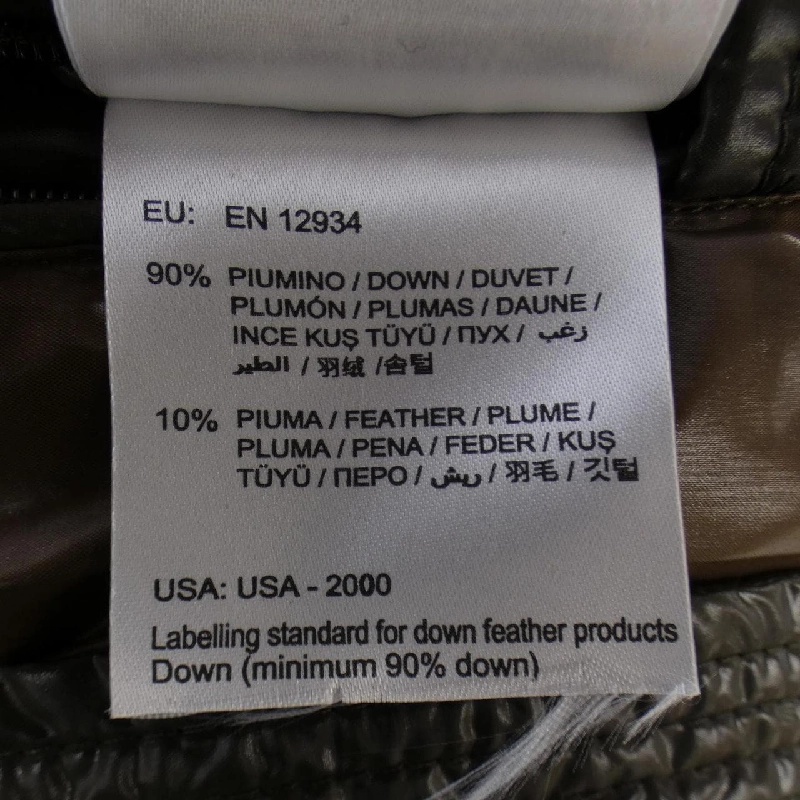 EU: EN 12934
90% PIUMINO / DOWN / DUVET /
PLUMÓN / PLUMAS / DAUNE /
INCE KUŞ TÜYÜ / ПУХ / زغب
الطير / 羽绒 /솜털
10% PIUMA / FEATHER / PLUME /
PLUMA / PENA / FEDER / KUŞ
TÜYÜ / ПЕРО / ريش / 羽毛 / 깃털
USA: USA - 2000
Labelling standard for down feather products
Down (minimum 90% down)